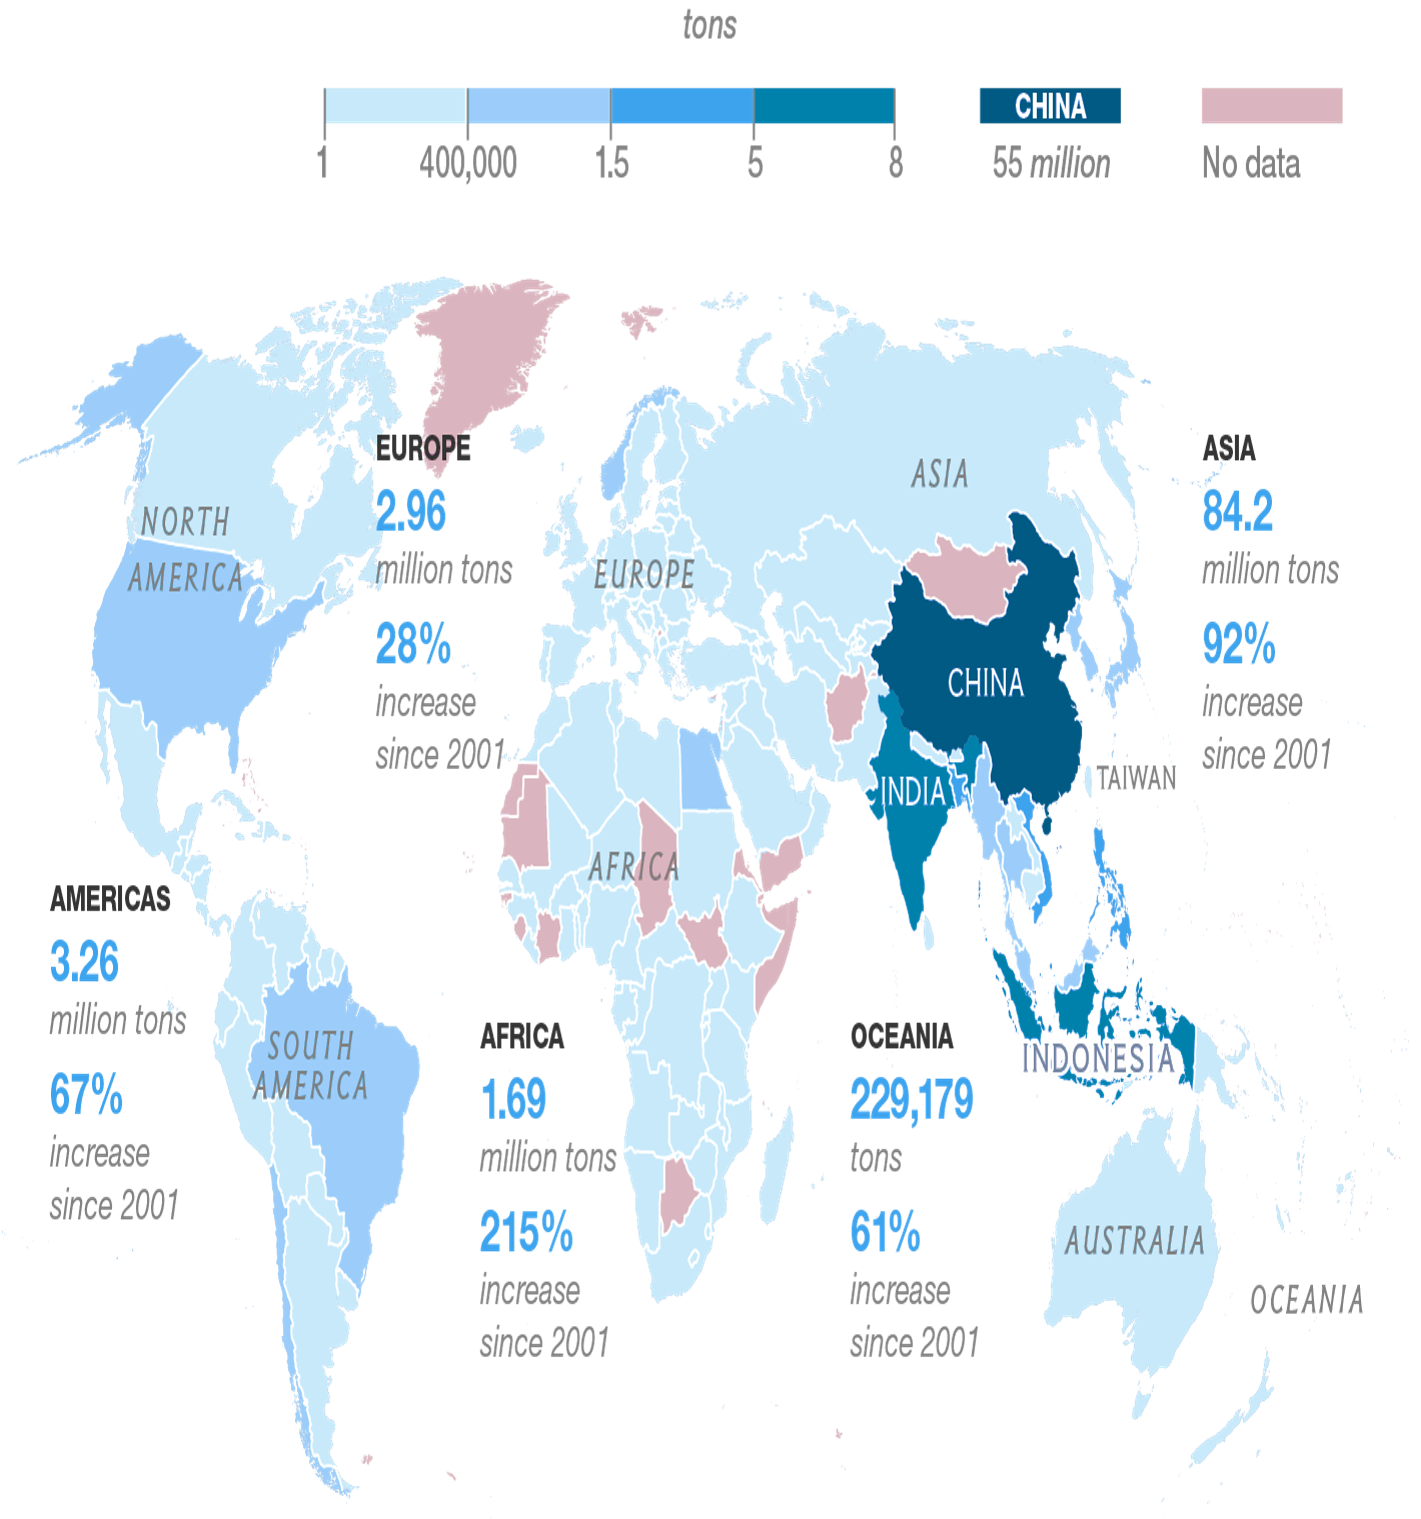 tons
CHINA
1
400,000
1.5
5
8
55 million
No data
EUROPE
2.96
million tons
28%
increase
since 2001
ASIA
84.2
million tons
92%
increase
since 2001
ASIA
NORTH
AMERICA
EUROPE
CHINA
TAIWAN
INDIA
AFRICA
AMERICAS
3.26
million tons
67%
increase
since 2001
SOUTH
AMERICA
AFRICA
1.69
million tons
215%
increase
since 2001
OCEANIA
229,179
tons
61%
increase
since 2001
INDONESIA
AUSTRALIA
OCEANIA